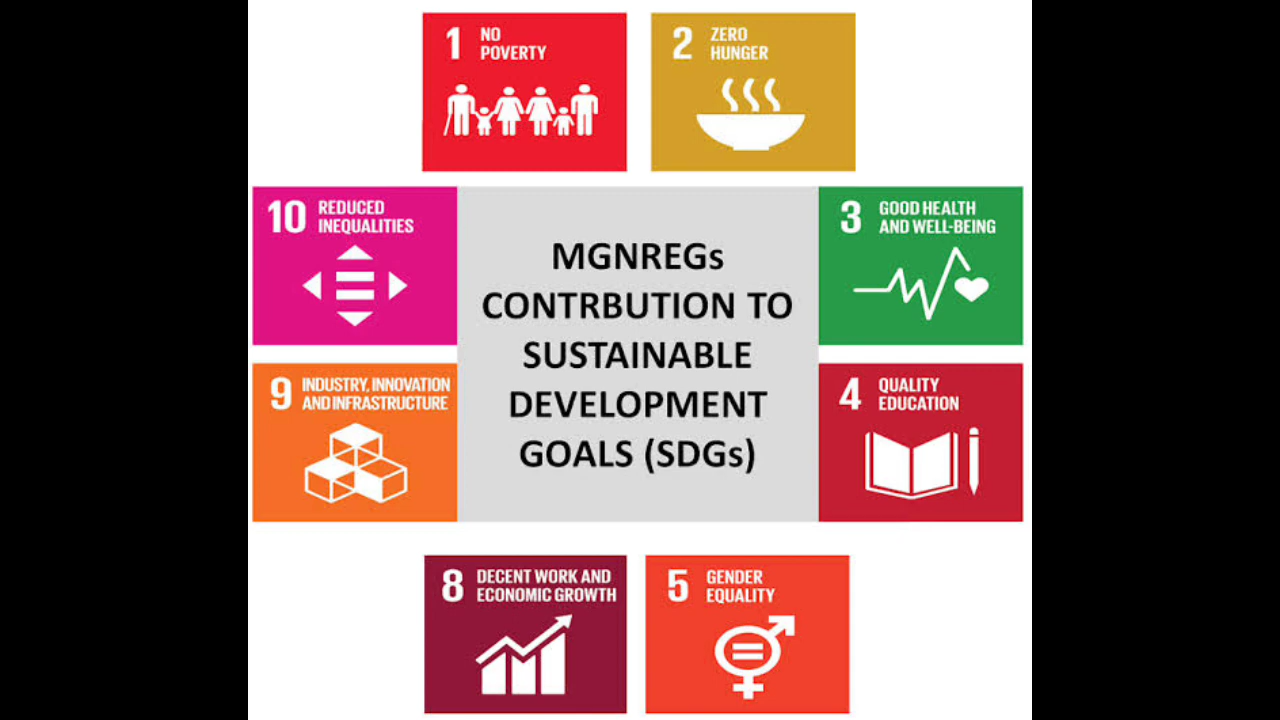 1 NO
POVERTY
2 ZERO
HUNGER
10 REDUCED
INEQUALITIES
MGNREGs
CONTRBUTION TO
SUSTAINABLE
DEVELOPMENT
GOALS (SDGs)
3 GOOD HEALTH
AND WELL-BEING
9 INDUSTRY, INNOVATION
AND INFRASTRUCTURE
4 QUALITY
EDUCATION
8 DECENT WORK AND
ECONOMIC GROWTH
5 GENDER
EQUALITY